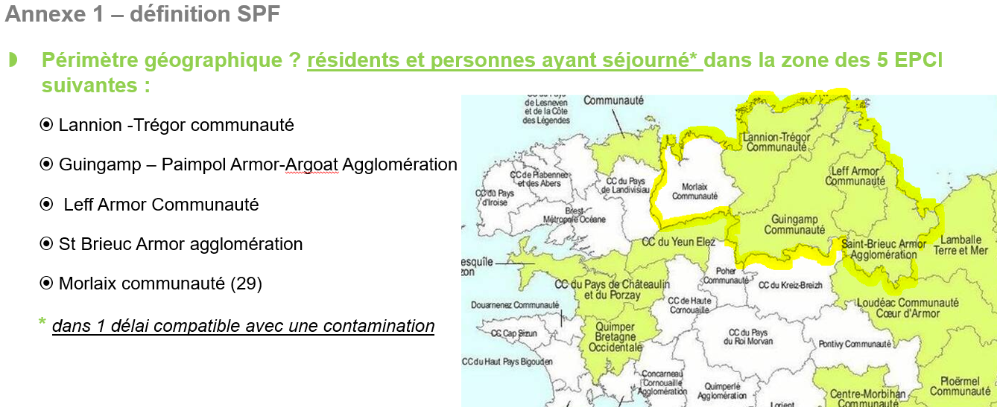 Annexe 1 – définition SPF
Périmètre géographique ? résidents et personnes ayant séjourné* dans la zone des 5 EPCI
suivantes :
Lannion -Trégor communauté
Guingamp – Paimpol Armor-Argoat Agglomération
Leff Armor Communauté
St Brieuc Armor agglomération
Morlaix communauté (29)
* dans 1 délai compatible avec une contamination
de Lesneven
et de la Côte
des Légendes
Communauté
Lannion-Trégor
Communauté
Leff Armor
Communauté
CC de Plabennec
et des Abers
CC du Pays
de Landivisiau
Morlaix
Communauté
CC du Pays
d'Iroise
Brest
Métropole Océane
Guingamp
Communauté
CC du Yeun Elez
Saint-Brieuc Armor
Agglomération
Lamballe
Terre et Mer
esquîle
zon
Poher
Communauté
CC du Kreiz-Breizh
CC du Pays de Châteaulin
et du Porzay
CC de Haute
Cornouaille
Douarnenez Communauté
Loudéac Communauté
Cœur d'Armor
CC Cap Sizun
Quimper
Bretagne
Occidentale
CC du Pays
du Roi Morvan
Pontivy Communauté
CC du Haut Pays Bigouden
Concarneau
Cornouaille
Agglomération
Quimperlé
Agglomération
Lorient
Centre-Morbihan
Communauté
Ploërmel
Communauté